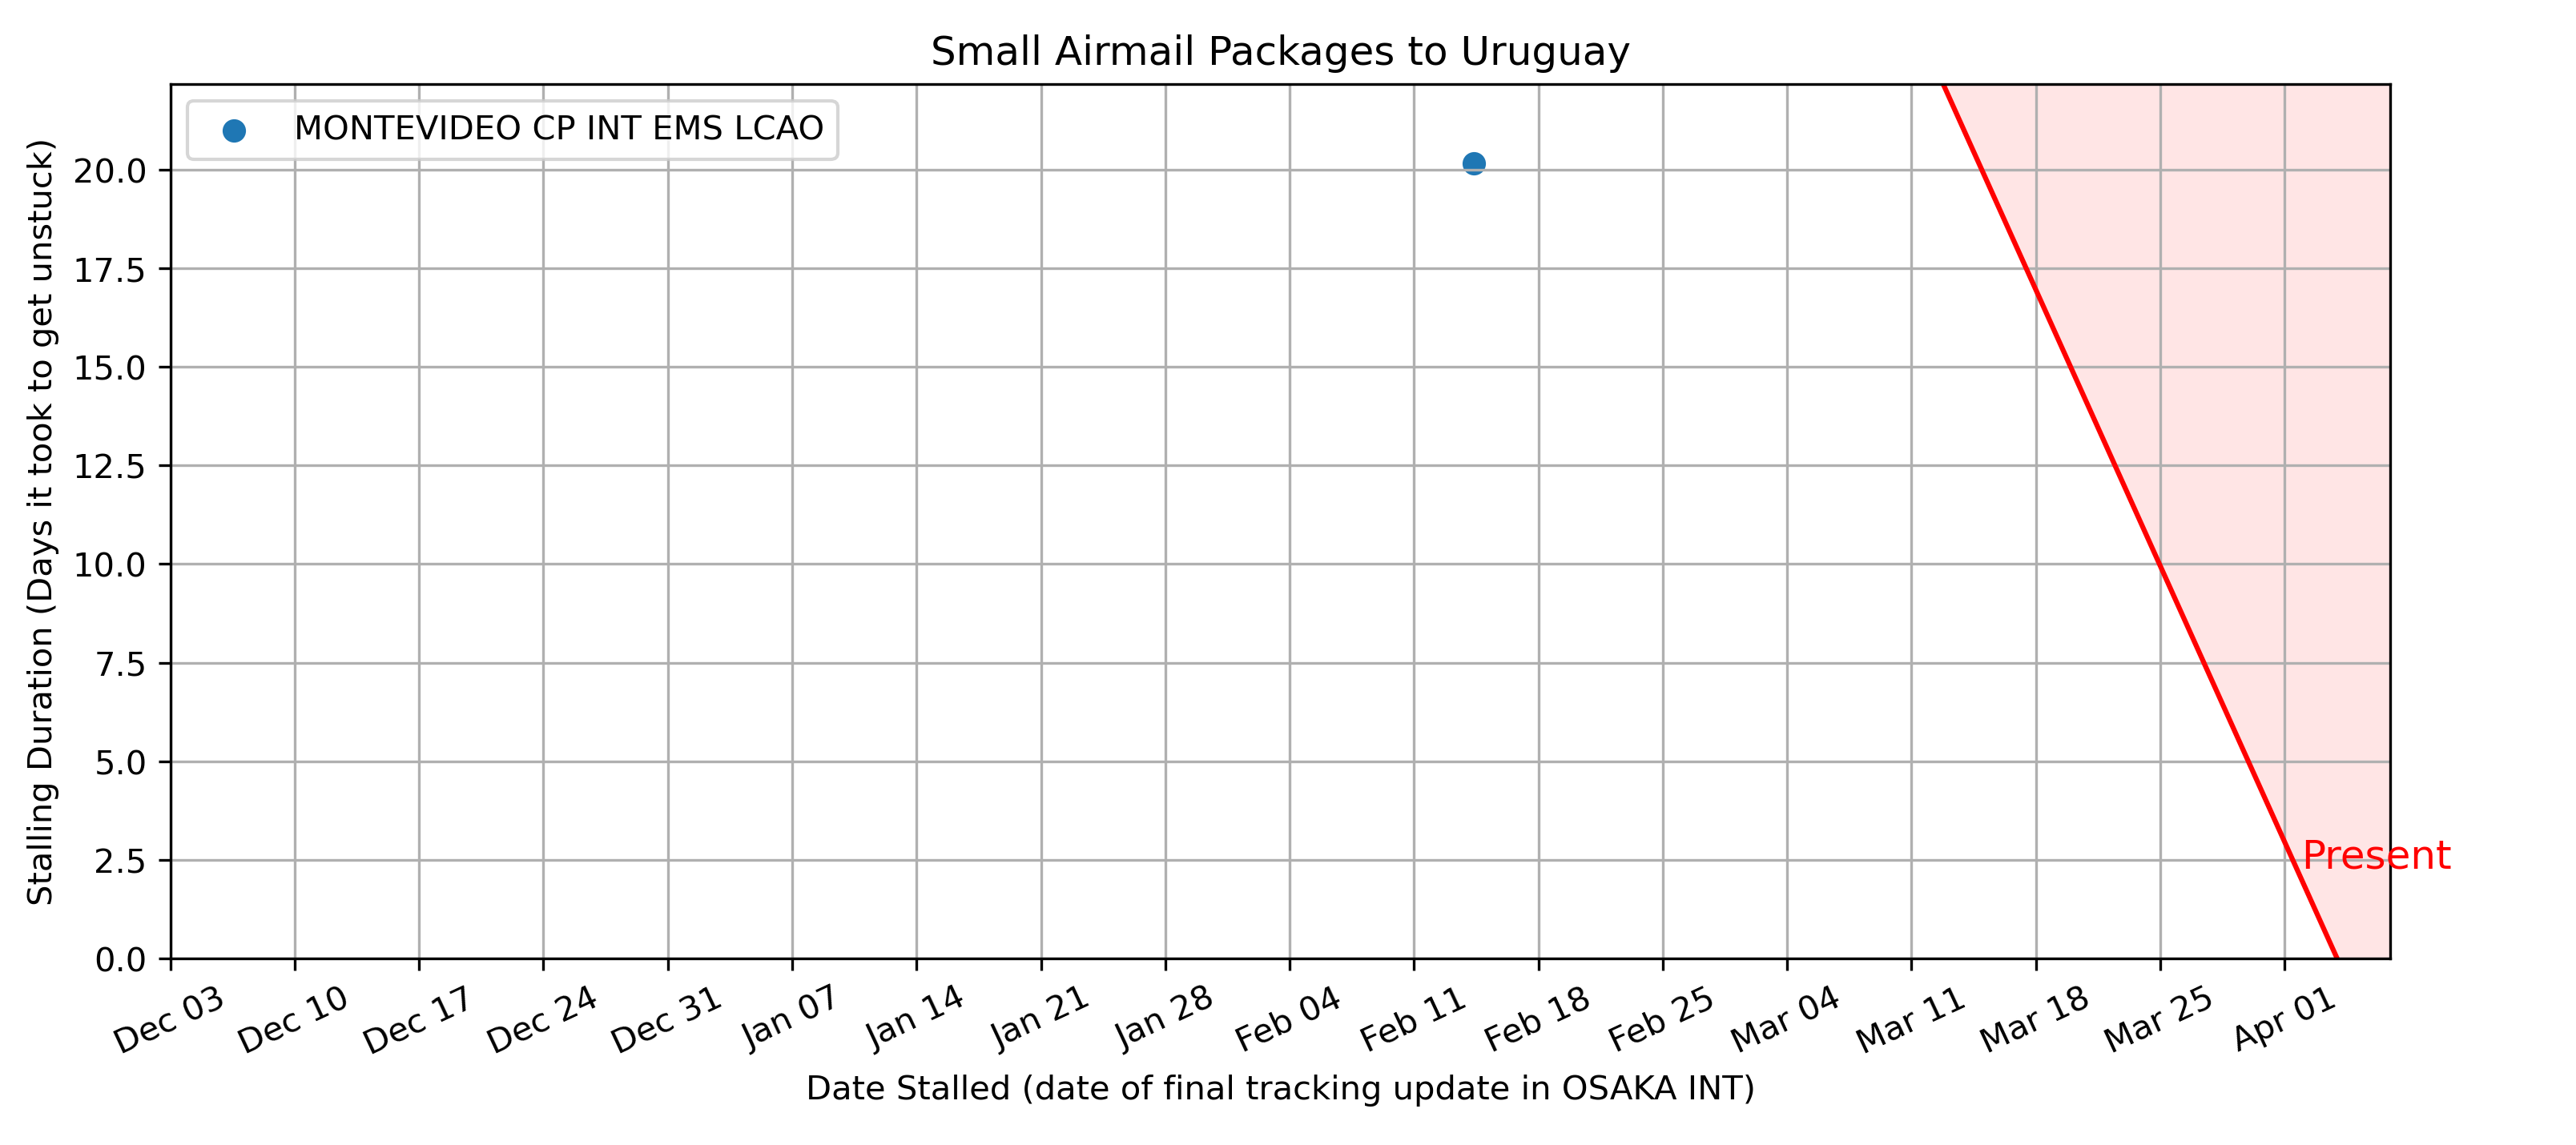 Small Airmail Packages to Uruguay
MONTEVIDEO CP INT EMS LCAO
Stalling Duration (Days it took to get unstuck)
20.0
17.5
15.0
12.5
10.0
7.5
5.0
2.5
0.0
Present
Dec 03 Dec 10 Dec 17 Dec 24 Dec 31 Jan 07 Jan 14 Jan 21 Jan 28 Feb 04 Feb 11 Feb 18 Feb 25 Mar 04 Mar 11 Mar 18 Mar 25 Apr 01
Date Stalled (date of final tracking update in OSAKA INT)